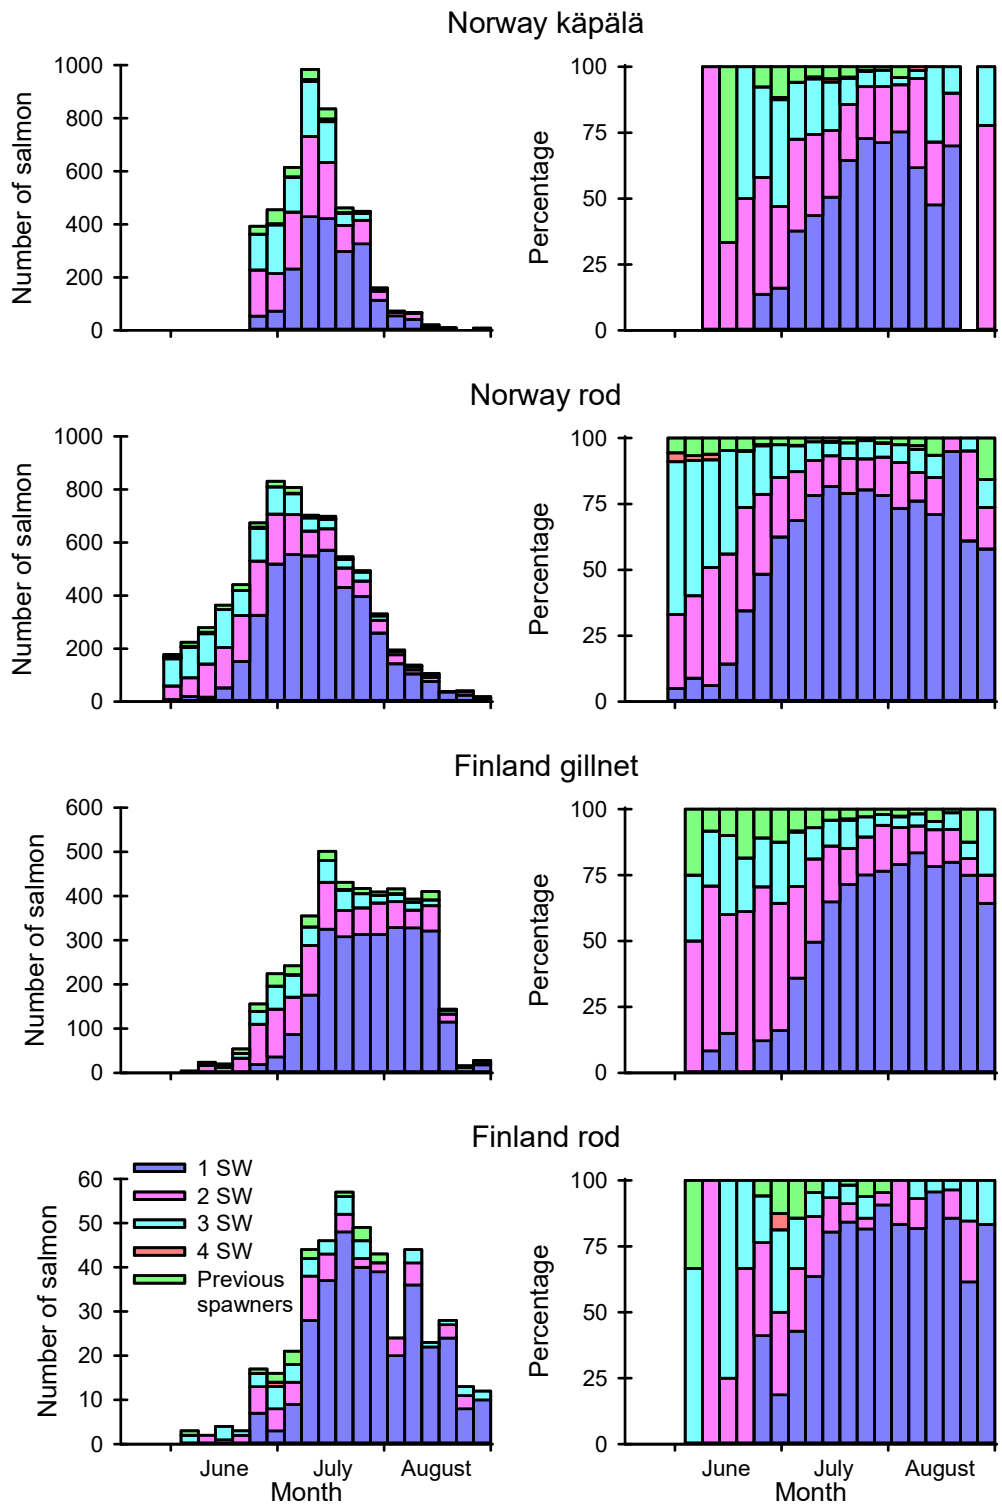 Norway käpälä
Number of salmon
1000
800
600
400
200
0
Percentage
100
75
50
25
0
Norway rod
Number of salmon
1000
800
600
400
200
0
Percentage
100
75
50
25
0
Finland gillnet
Number of salmon
600
500
400
300
200
100
0
Percentage
100
75
50
25
0
Finland rod
Number of salmon
60
50
40
30
20
10
0
1 SW
2 SW
3 SW
4 SW
Previous
spawners
June
July
August
Month
Percentage
100
75
50
25
0
June
July
August
Month